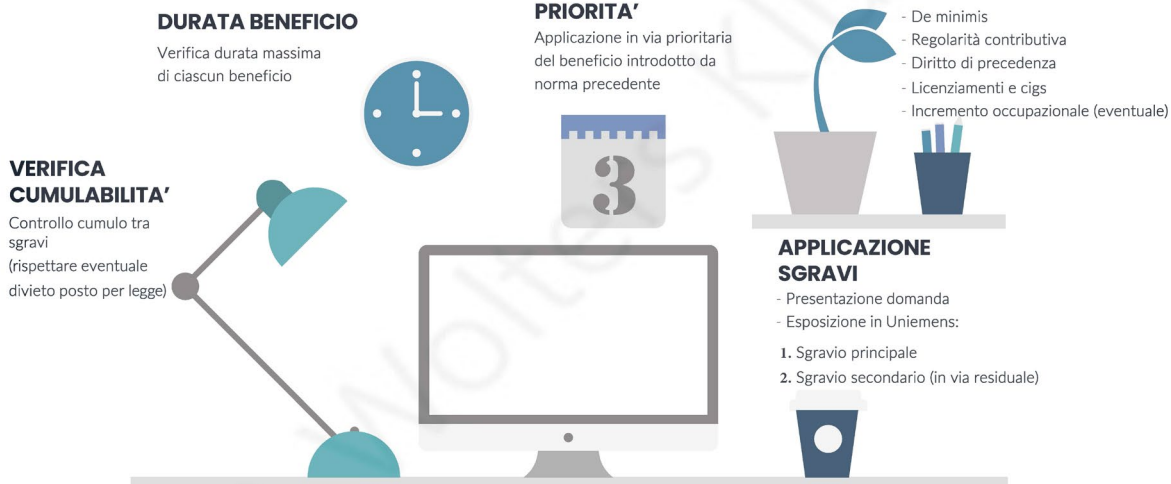 DURATA BENEFICIO
Verifica durata massima
di ciascun beneficio
PRIORITA’
Applicazione in via prioritaria
del beneficio introdotto da
norma precedente
- De minimis
- Regolarità contributiva
- Diritto di precedenza
- Licenziamenti e cigs
- Incremento occupazionale (eventuale)
VERIFICA
CUMULABILITA’
Controllo cumulo tra
sgravi
(rispettare eventuale
divieto posto per legge)
3
APPLICAZIONE
SGRAVI
- Presentazione domanda
- Esposizione in Uniemens:
1. Sgravio principale
2. Sgravio secondario (in via residuale)
Wolters Kl